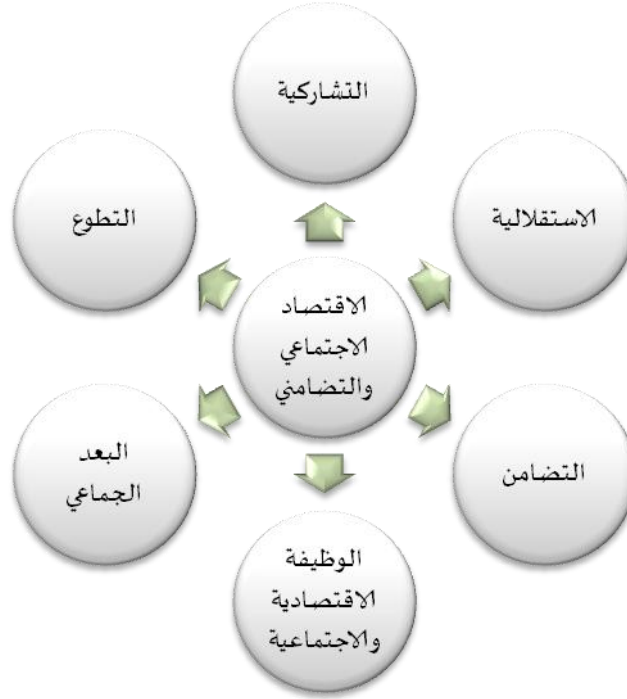 التشاركية
الاستقلالية
التطوع
الاقتصاد
الاجتماعي
والتضامني
التضامن
البعد
الجماعي
الوظيفة
الاقتصادية
والاجتماعية